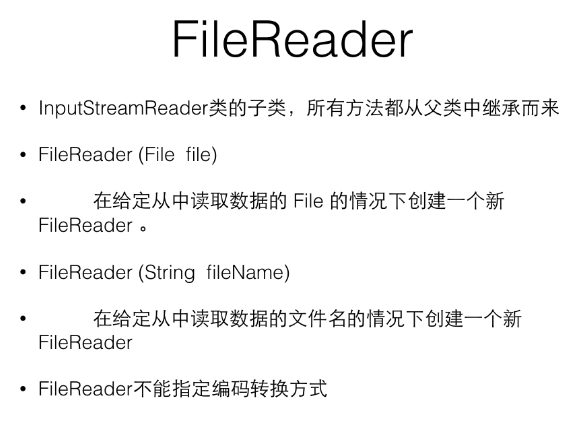 FileReader
• InputStreamReader类的子类，所有方法都从父类中继承而来
• FileReader (File file)
• 在给定从中读取数据的 File 的情况下创建一个新
FileReader 。
• FileReader (String fileName)
• 在给定从中读取数据的文件名的情况下创建一个新
FileReader
• FileReader不能指定编码转换方式